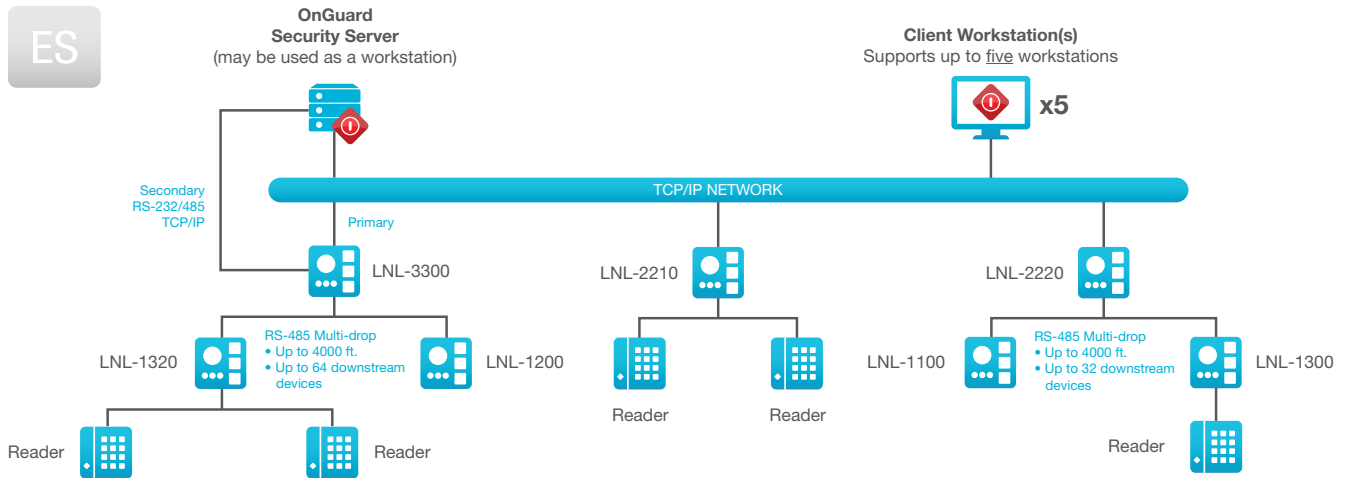 ES
OnGuard
Security Server
(may be used as a workstation)
Client Workstation(s)
Supports up to five workstations
x5
TCP/IP NETWORK
Secondary
RS-232/485
TCP/IP
Primary
LNL-3300
LNL-2210
LNL-2220
LNL-1320
RS-485 Multi-drop
• Up to 4000 ft.
• Up to 64 downstream
devices
LNL-1200
Reader
Reader
LNL-1100
RS-485 Multi-drop
• Up to 4000 ft.
• Up to 32 downstream
devices
LNL-1300
Reader
Reader
Reader